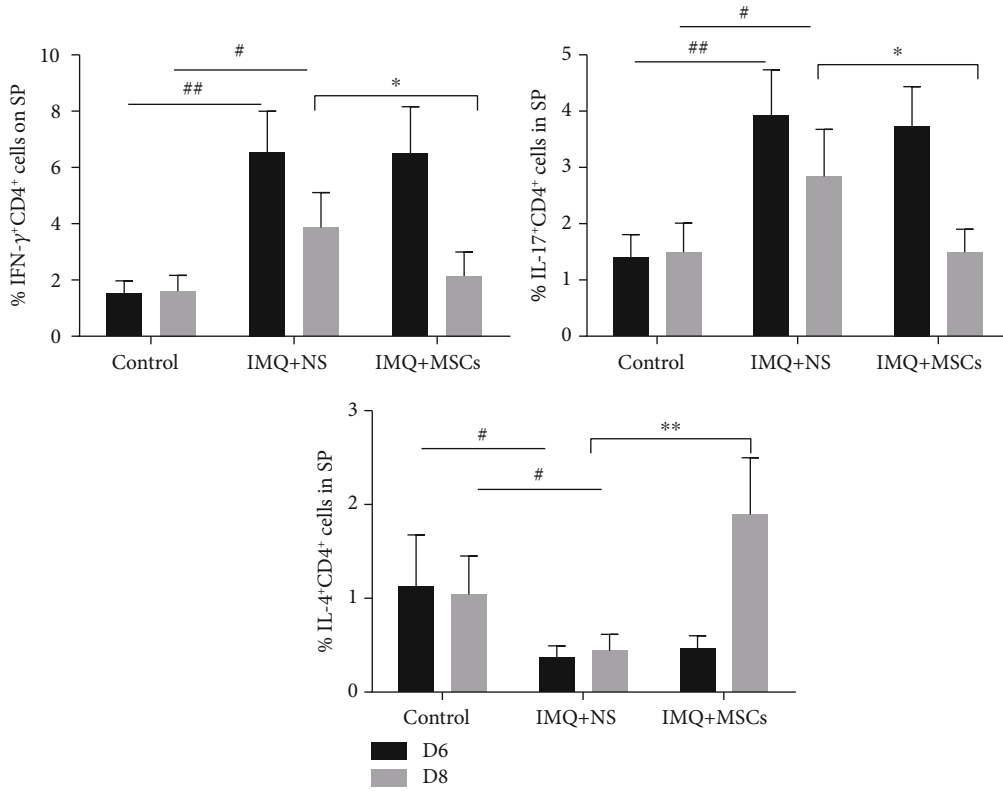 % IFN-γ⁺CD4⁺ cells on SP
10
8
6
4
2
0
#
##
*
Control
IMQ+NS
IMQ+MSCs
% IL-17⁺CD4⁺ cells in SP
5
4
3
2
1
0
#
##
*
Control
IMQ+NS
IMQ+MSCs
% IL-4⁺CD4⁺ cells in SP
3
2
1
0
#
#
**
Control
IMQ+NS
IMQ+MSCs
D6
D8